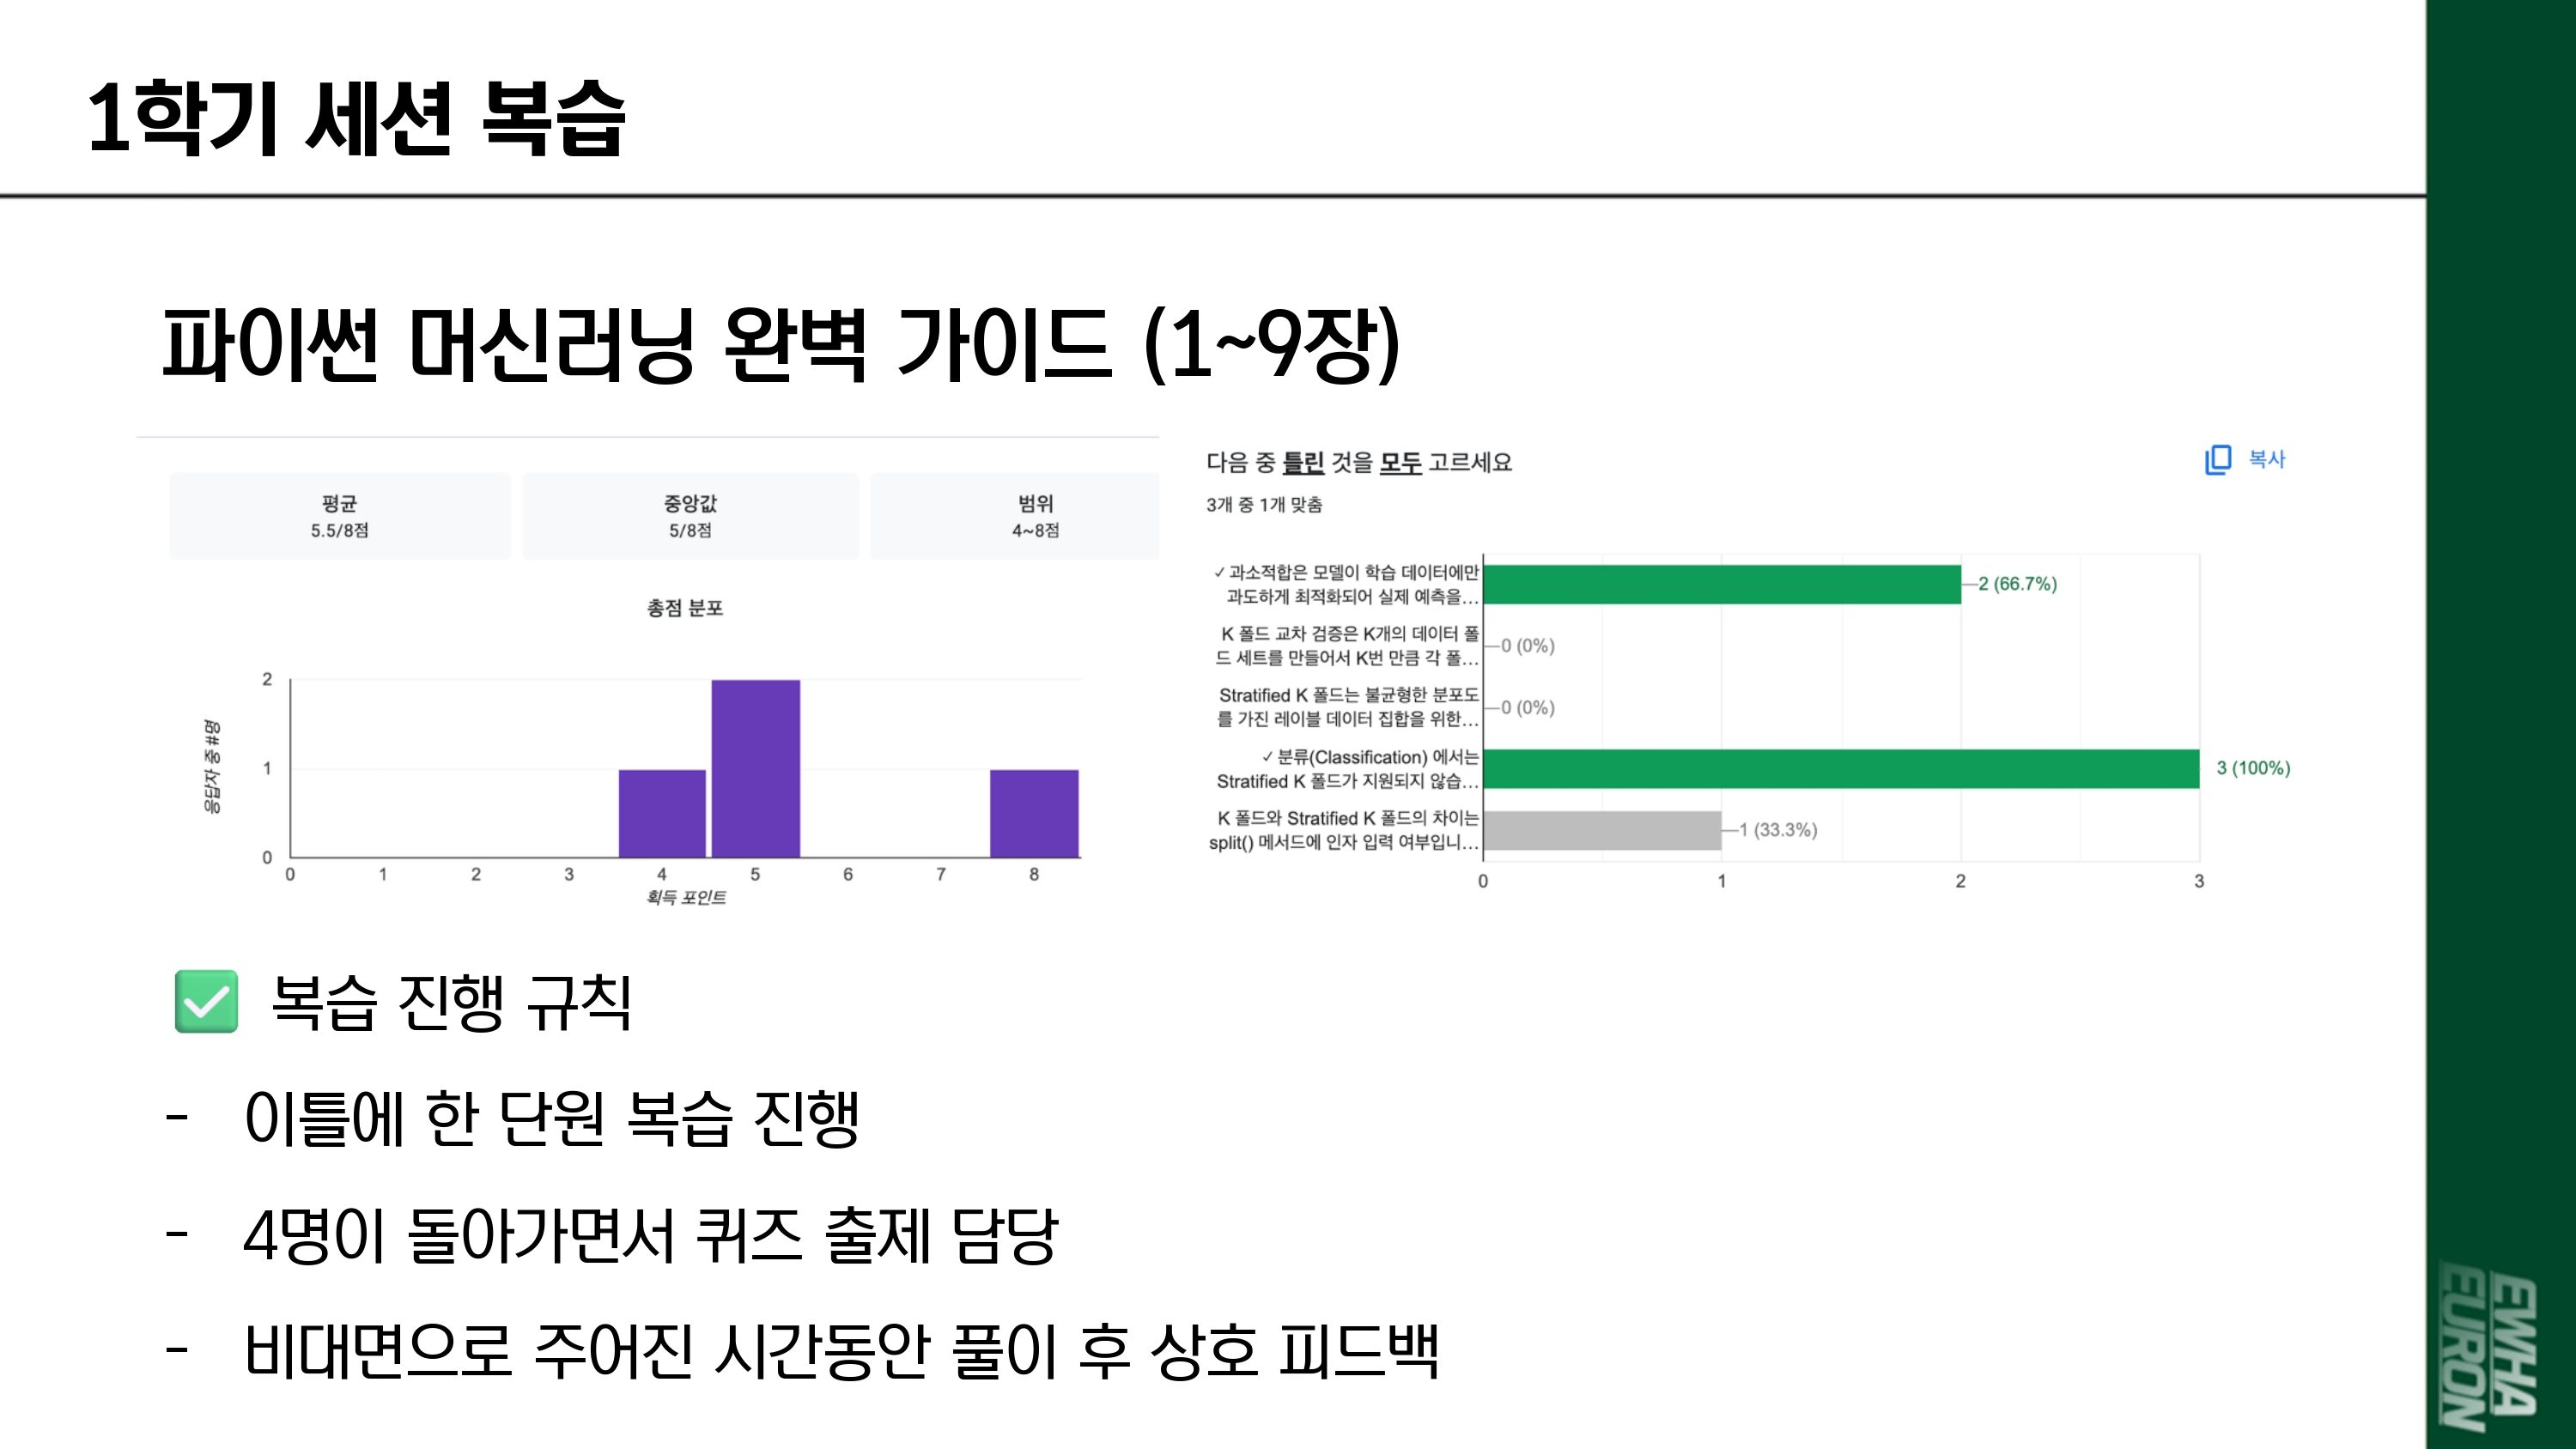 1학기 세션 복습
파이썬 머신러닝 완벽 가이드 (1~9장)
평균
5.5/8점
중앙값
5/8점
범위
4~8점
총점 분포
응답자 중 #명
2
1
0
0 1 2 3 4 5 6 7 8
획득 포인트
다음 중 틀린 것을 모두 고르세요
복사
3개 중 1개 맞춤
✓ 과소적합은 모델이 학습 데이터에만
과도하게 최적화되어 실제 예측을…
2 (66.7%)
K 폴드 교차 검증은 K개의 데이터 폴
드 세트를 만들어서 K번 만큼 각 폴…
0 (0%)
Stratified K 폴드는 불균형한 분포도
를 가진 레이블 데이터 집합을 위한…
0 (0%)
✓ 분류(Classification) 에서는
Stratified K 폴드가 지원되지 않습…
3 (100%)
K 폴드와 Stratified K 폴드의 차이는
split() 메서드에 인자 입력 여부입니…
1 (33.3%)
0 1 2 3
✅ 복습 진행 규칙
- 이틀에 한 단원 복습 진행
- 4명이 돌아가면서 퀴즈 출제 담당
- 비대면으로 주어진 시간동안 풀이 후 상호 피드백
EWHA
EURON